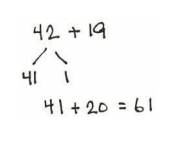 42 + 19
41 1
41 + 20 = 61